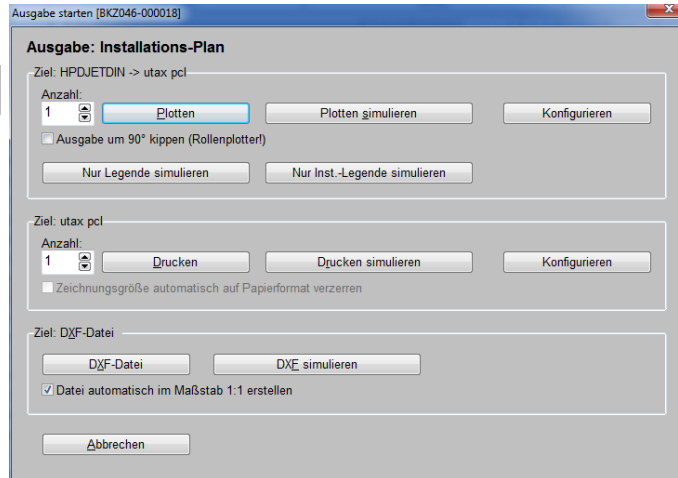 Ausgabe starten [BKZ046-000018]
Ausgabe: Installations-Plan
Ziel: HPDJETDIN -> utax pcl
Anzahl:
1 Plotten Plotten simulieren Konfigurieren
Ausgabe um 90° kippen (Rollenplotter!)
Nur Legende simulieren Nur Inst.-Legende simulieren
Ziel: utax pcl
Anzahl:
1 Drucken Drucken simulieren Konfigurieren
Zeichnungsgröße automatisch auf Papierformat verzerren
Ziel: DXF-Datei
DXF-Datei DXF simulieren
Datei automatisch im Maßstab 1:1 erstellen
Abbrechen